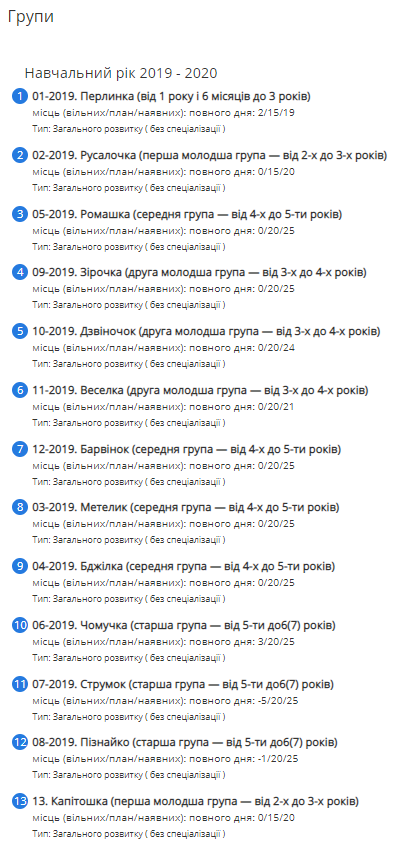 Групи
Навчальний рік 2019 - 2020
1 01-2019. Перлинка (від 1 року і 6 місяців до 3 років)
місць (вільних/план/наявних): повного дня: 2/15/19
Тип: Загального розвитку ( без спеціалізації )
2 02-2019. Русалочка (перша молодша група — від 2-х до 3-х років)
місць (вільних/план/наявних): повного дня: 0/15/20
Тип: Загального розвитку ( без спеціалізації )
3 05-2019. Ромашка (середня група — від 4-х до 5-ти років)
місць (вільних/план/наявних): повного дня: 0/20/25
Тип: Загального розвитку ( без спеціалізації )
4 09-2019. Зірочка (друга молодша група — від 3-х до 4-х років)
місць (вільних/план/наявних): повного дня: 0/20/25
Тип: Загального розвитку ( без спеціалізації )
5 10-2019. Дзвіночок (друга молодша група — від 3-х до 4-х років)
місць (вільних/план/наявних): повного дня: 0/20/24
Тип: Загального розвитку ( без спеціалізації )
6 11-2019. Веселка (друга молодша група — від 3-х до 4-х років)
місць (вільних/план/наявних): повного дня: 0/20/21
Тип: Загального розвитку ( без спеціалізації )
7 12-2019. Барвінок (середня група — від 4-х до 5-ти років)
місць (вільних/план/наявних): повного дня: 0/20/25
Тип: Загального розвитку ( без спеціалізації )
8 03-2019. Метелик (середня група — від 4-х до 5-ти років)
місць (вільних/план/наявних): повного дня: 0/20/25
Тип: Загального розвитку ( без спеціалізації )
9 04-2019. Бджілка (середня група — від 4-х до 5-ти років)
місць (вільних/план/наявних): повного дня: 0/20/25
Тип: Загального розвитку ( без спеціалізації )
10 06-2019. Чомучка (старша група — від 5-ти до6(7) років)
місць (вільних/план/наявних): повного дня: 3/20/25
Тип: Загального розвитку ( без спеціалізації )
11 07-2019. Струмок (старша група — від 5-ти до6(7) років)
місць (вільних/план/наявних): повного дня: -5/20/25
Тип: Загального розвитку ( без спеціалізації )
12 08-2019. Пізнайко (старша група — від 5-ти до6(7) років)
місць (вільних/план/наявних): повного дня: -1/20/25
Тип: Загального розвитку ( без спеціалізації )
13 13. Капітошка (перша молодша група — від 2-х до 3-х років)
місць (вільних/план/наявних): повного дня: 0/15/20
Тип: Загального розвитку ( без спеціалізації )